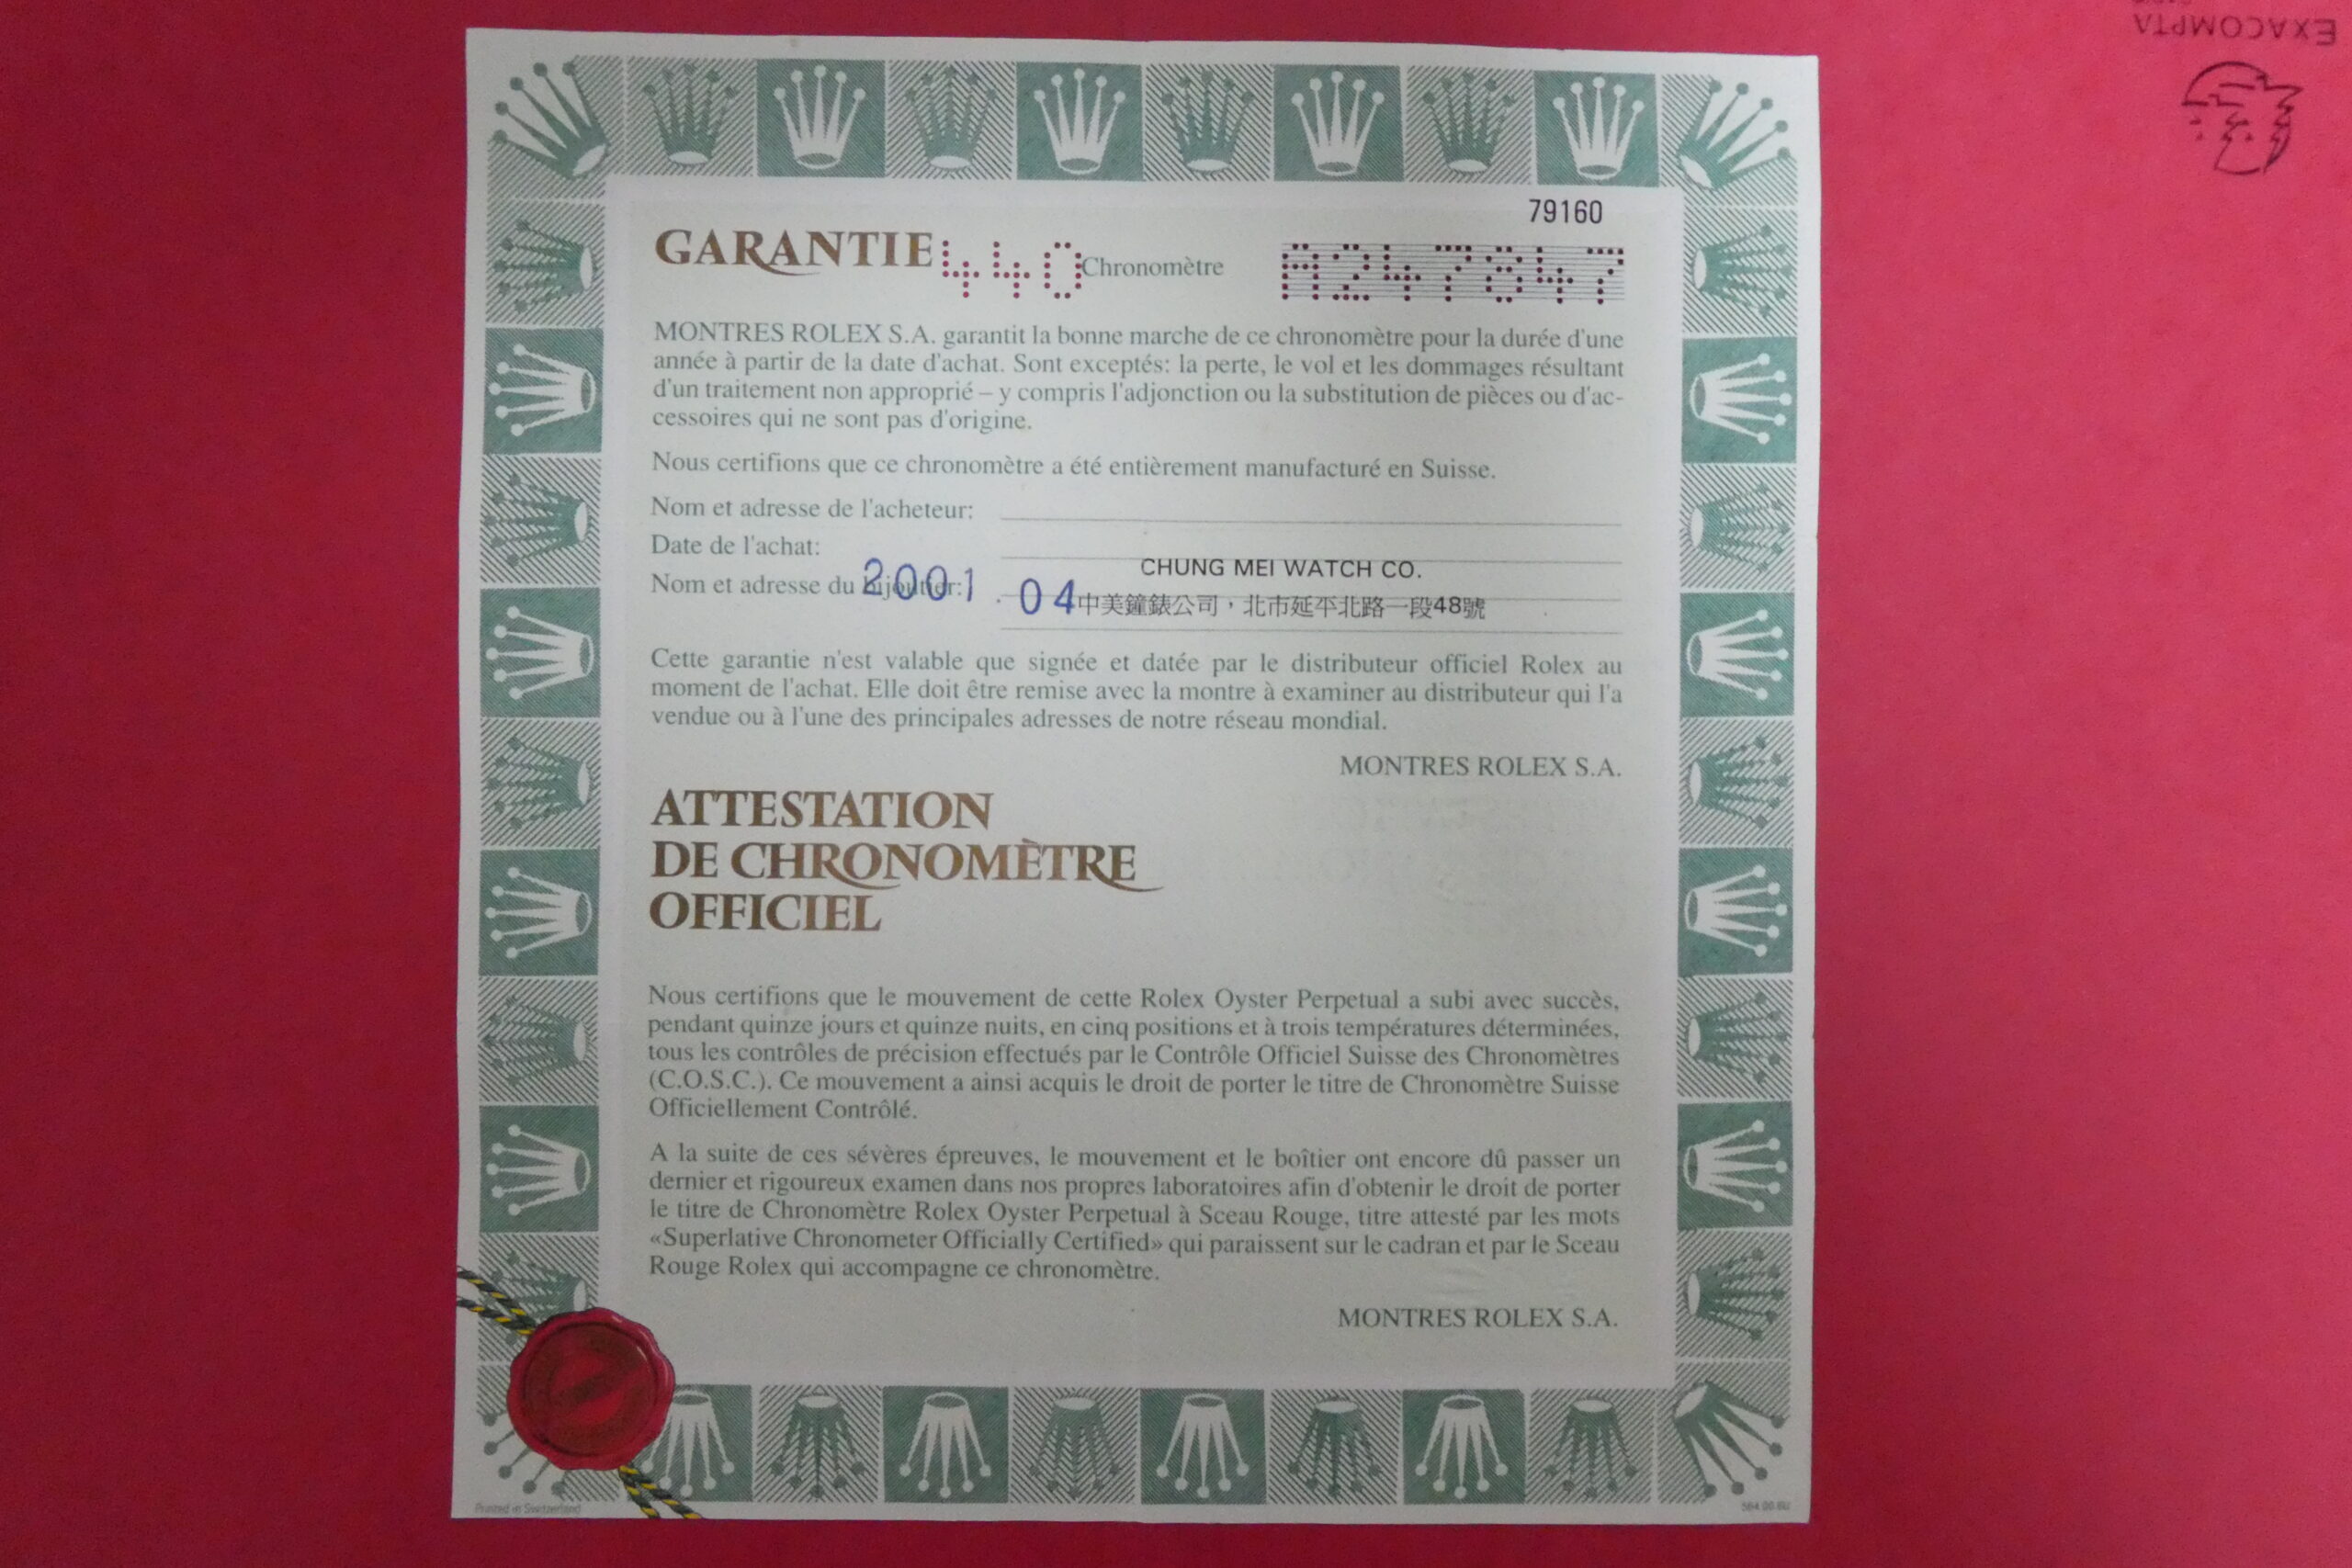 EXACOMPTA
79160
GARANTIE 440 Chronomètre A247847
MONTRES ROLEX S.A. garantit la bonne marche de ce chronomètre pour la durée d'une
année à partir de la date d'achat. Sont exceptés: la perte, le vol et les dommages résultant
d'un traitement non approprié – y compris l'adjonction ou la substitution de pièces ou d'ac-
cessoires qui ne sont pas d'origine.
Nous certifions que ce chronomètre a été entièrement manufacturé en Suisse.
Nom et adresse de l'acheteur:
Date de l'achat:
CHUNG MEI WATCH CO.
Nom et adresse du bijoutier:
2001.04
中美鐘錶公司，北市延平北路一段48號
Cette garantie n'est valable que signée et datée par le distributeur officiel Rolex au
moment de l'achat. Elle doit être remise avec la montre à examiner au distributeur qui l'a
vendue ou à l'une des principales adresses de notre réseau mondial.
MONTRES ROLEX S.A.
ATTESTATION
DE CHRONOMÈTRE
OFFICIEL
Nous certifions que le mouvement de cette Rolex Oyster Perpetual a subi avec succès,
pendant quinze jours et quinze nuits, en cinq positions et à trois températures déterminées,
tous les contrôles de précision effectués par le Contrôle Officiel Suisse des Chronomètres
(C.O.S.C.). Ce mouvement a ainsi acquis le droit de porter le titre de Chronomètre Suisse
Officiellement Contrôlé.
A la suite de ces sévères épreuves, le mouvement et le boîtier ont encore dû passer un
dernier et rigoureux examen dans nos propres laboratoires afin d'obtenir le droit de porter
le titre de Chronomètre Rolex Oyster Perpetual à Sceau Rouge, titre attesté par les mots
«Superlative Chronometer Officially Certified» qui paraissent sur le cadran et par le Sceau
Rouge Rolex qui accompagne ce chronomètre.
MONTRES ROLEX S.A.
Printed in Switzerland